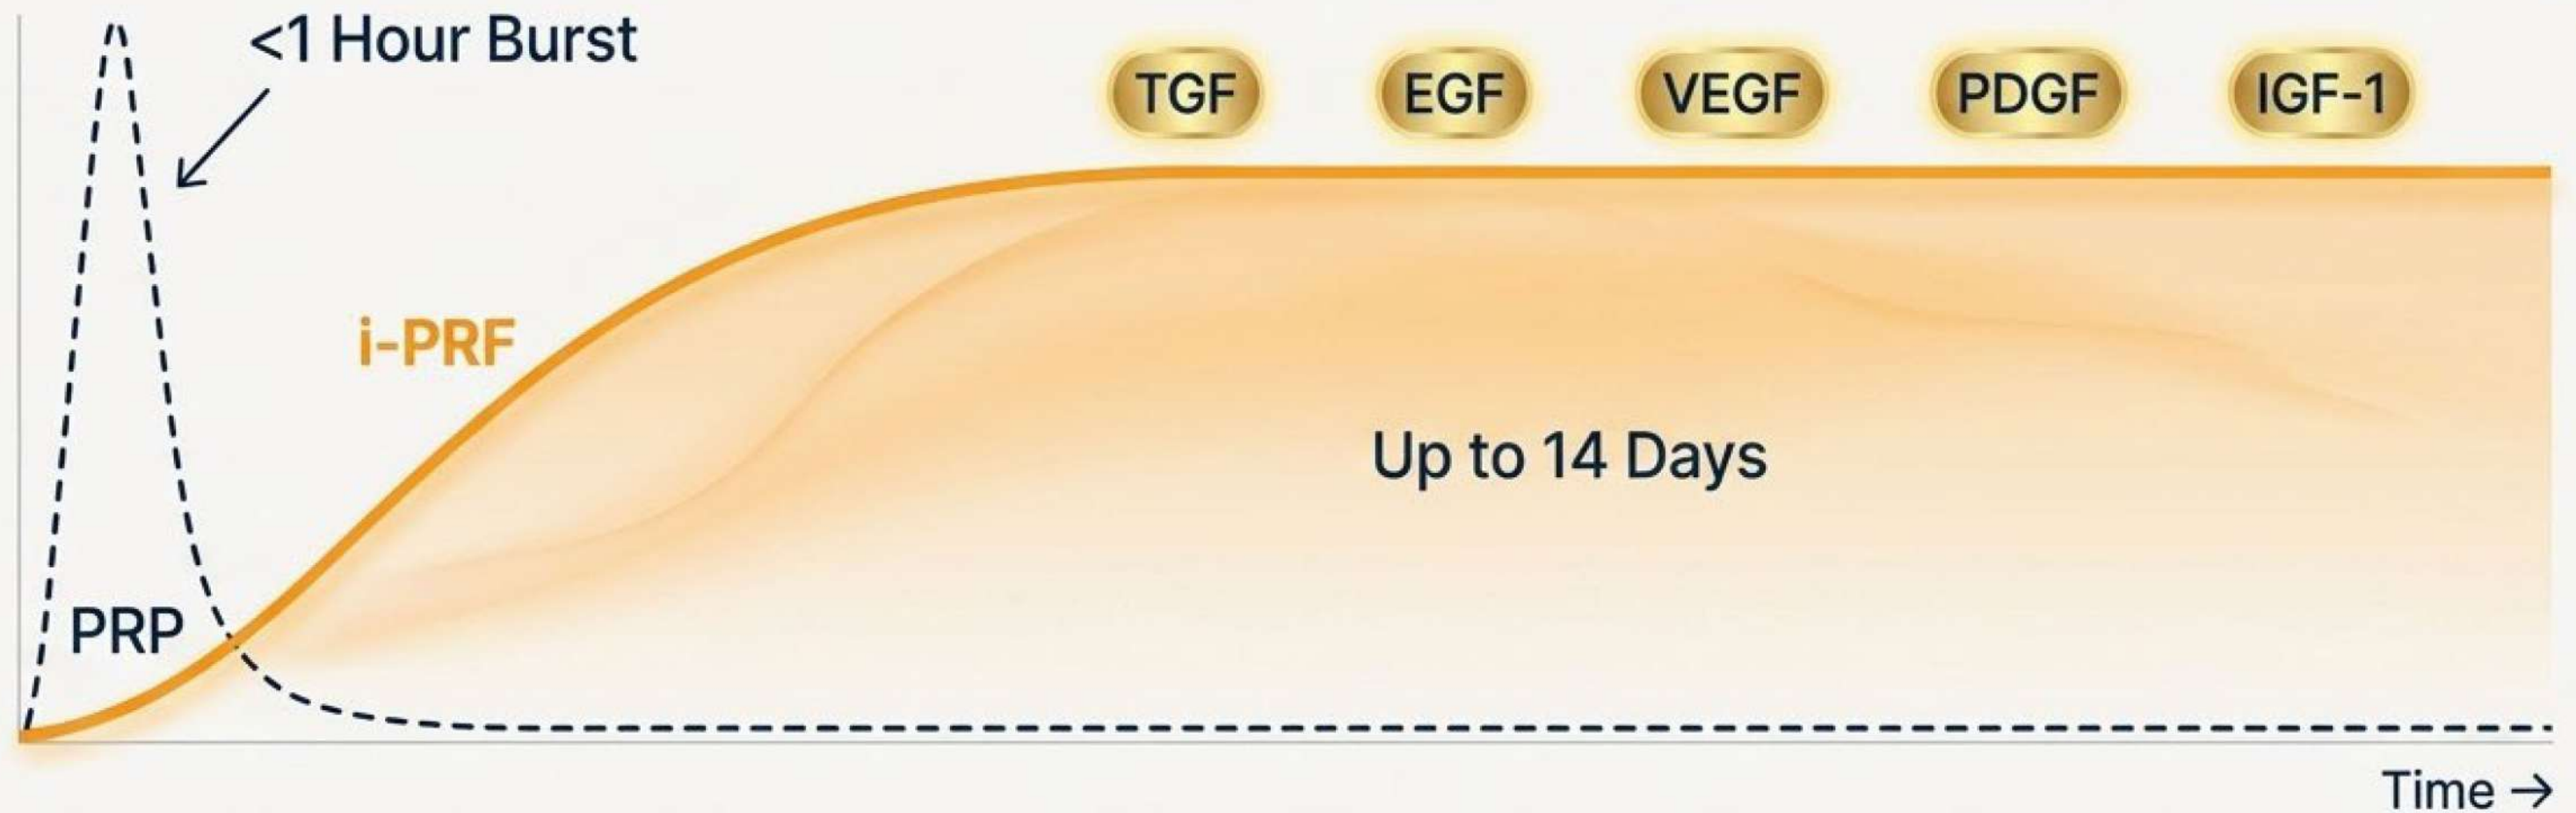 <1 Hour Burst
TGF
EGF
VEGF
PDGF
IGF-1
i-PRF
Up to 14 Days
PRP
Time →